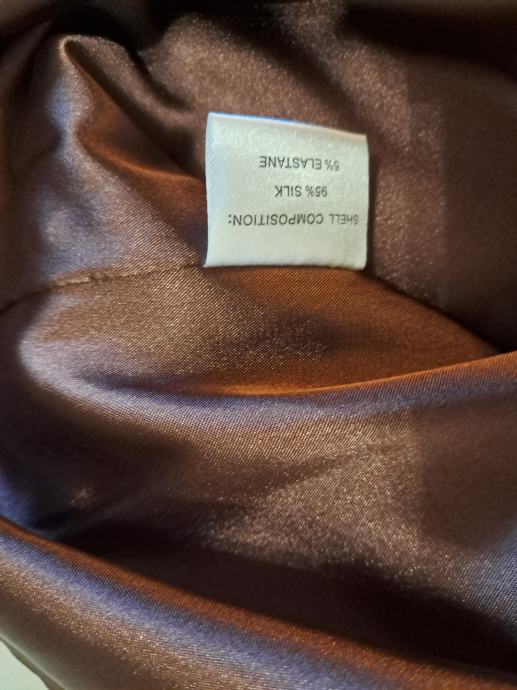 SHELL COMPOSITION:
95% SILK
5% ELASTANE